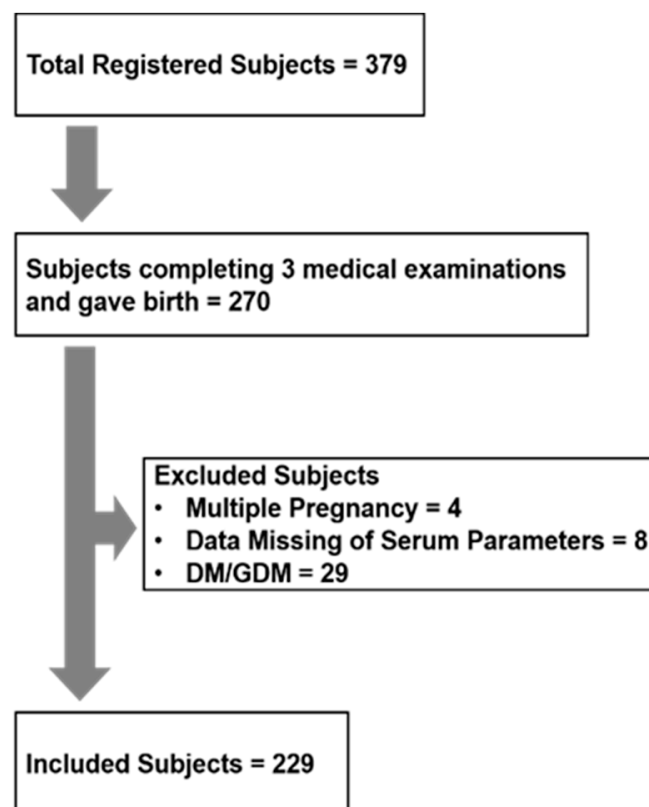 Total Registered Subjects = 379
Subjects completing 3 medical examinations
and gave birth = 270
Excluded Subjects
• Multiple Pregnancy = 4
• Data Missing of Serum Parameters = 8
• DM/GDM = 29
Included Subjects = 229